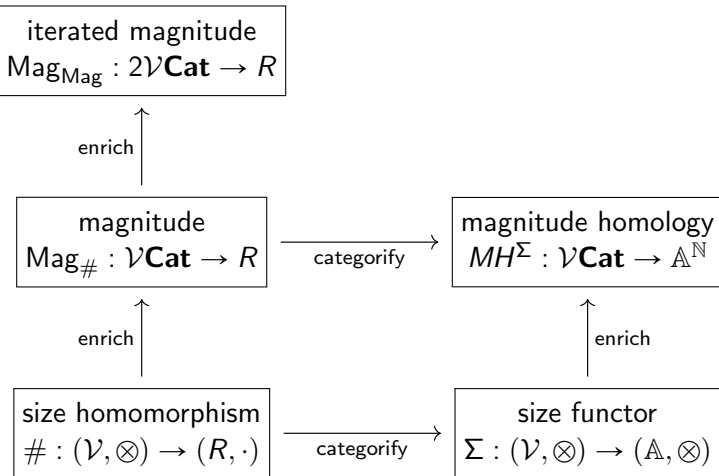 iterated magnitude
Mag_Mag : 2𝒱Cat → R
enrich
magnitude
Mag_# : 𝒱Cat → R
categorify
magnitude homology
MH^Σ : 𝒱Cat → 𝔸^ℕ
enrich
enrich
size homomorphism
# : (𝒱, ⊗) → (R, ·)
categorify
size functor
Σ : (𝒱, ⊗) → (𝔸, ⊗)